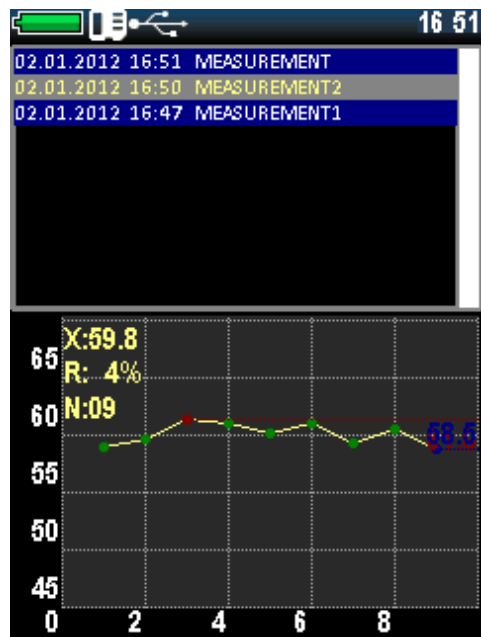 16 51
02.01.2012 16:51 MEASUREMENT
02.01.2012 16:50 MEASUREMENT2
02.01.2012 16:47 MEASUREMENT1
X:59.8
65
R: 4%
60
N:09
58.5
55
50
45
0 2 4 6 8